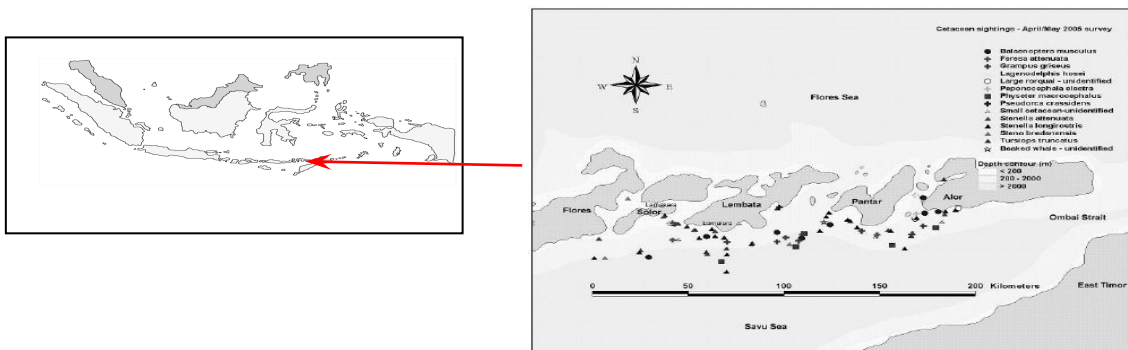 Cetacean sightings - April/May 2005 survey
Balaenoptera musculus
Feresa attenuata
Grampus griseus
Lagenodelphis hosei
Large rorqual - unidentified
Peponocephala electra
Physeter macrocephalus
Pseudorca crassidens
Small cetacean-unidentified
Stenella attenuata
Stenella longirostris
Steno bredanensis
Tursiops truncatus
Beaked whale - unidentified
Depth contour (m)
< 200
200 - 2000
> 2000
N
W E
S
Flores Sea
Flores
Solor
Lembata
Pantar
Alor
Ombai Strait
0 50 100 150 200
Kilometers
East Timor
Savu Sea